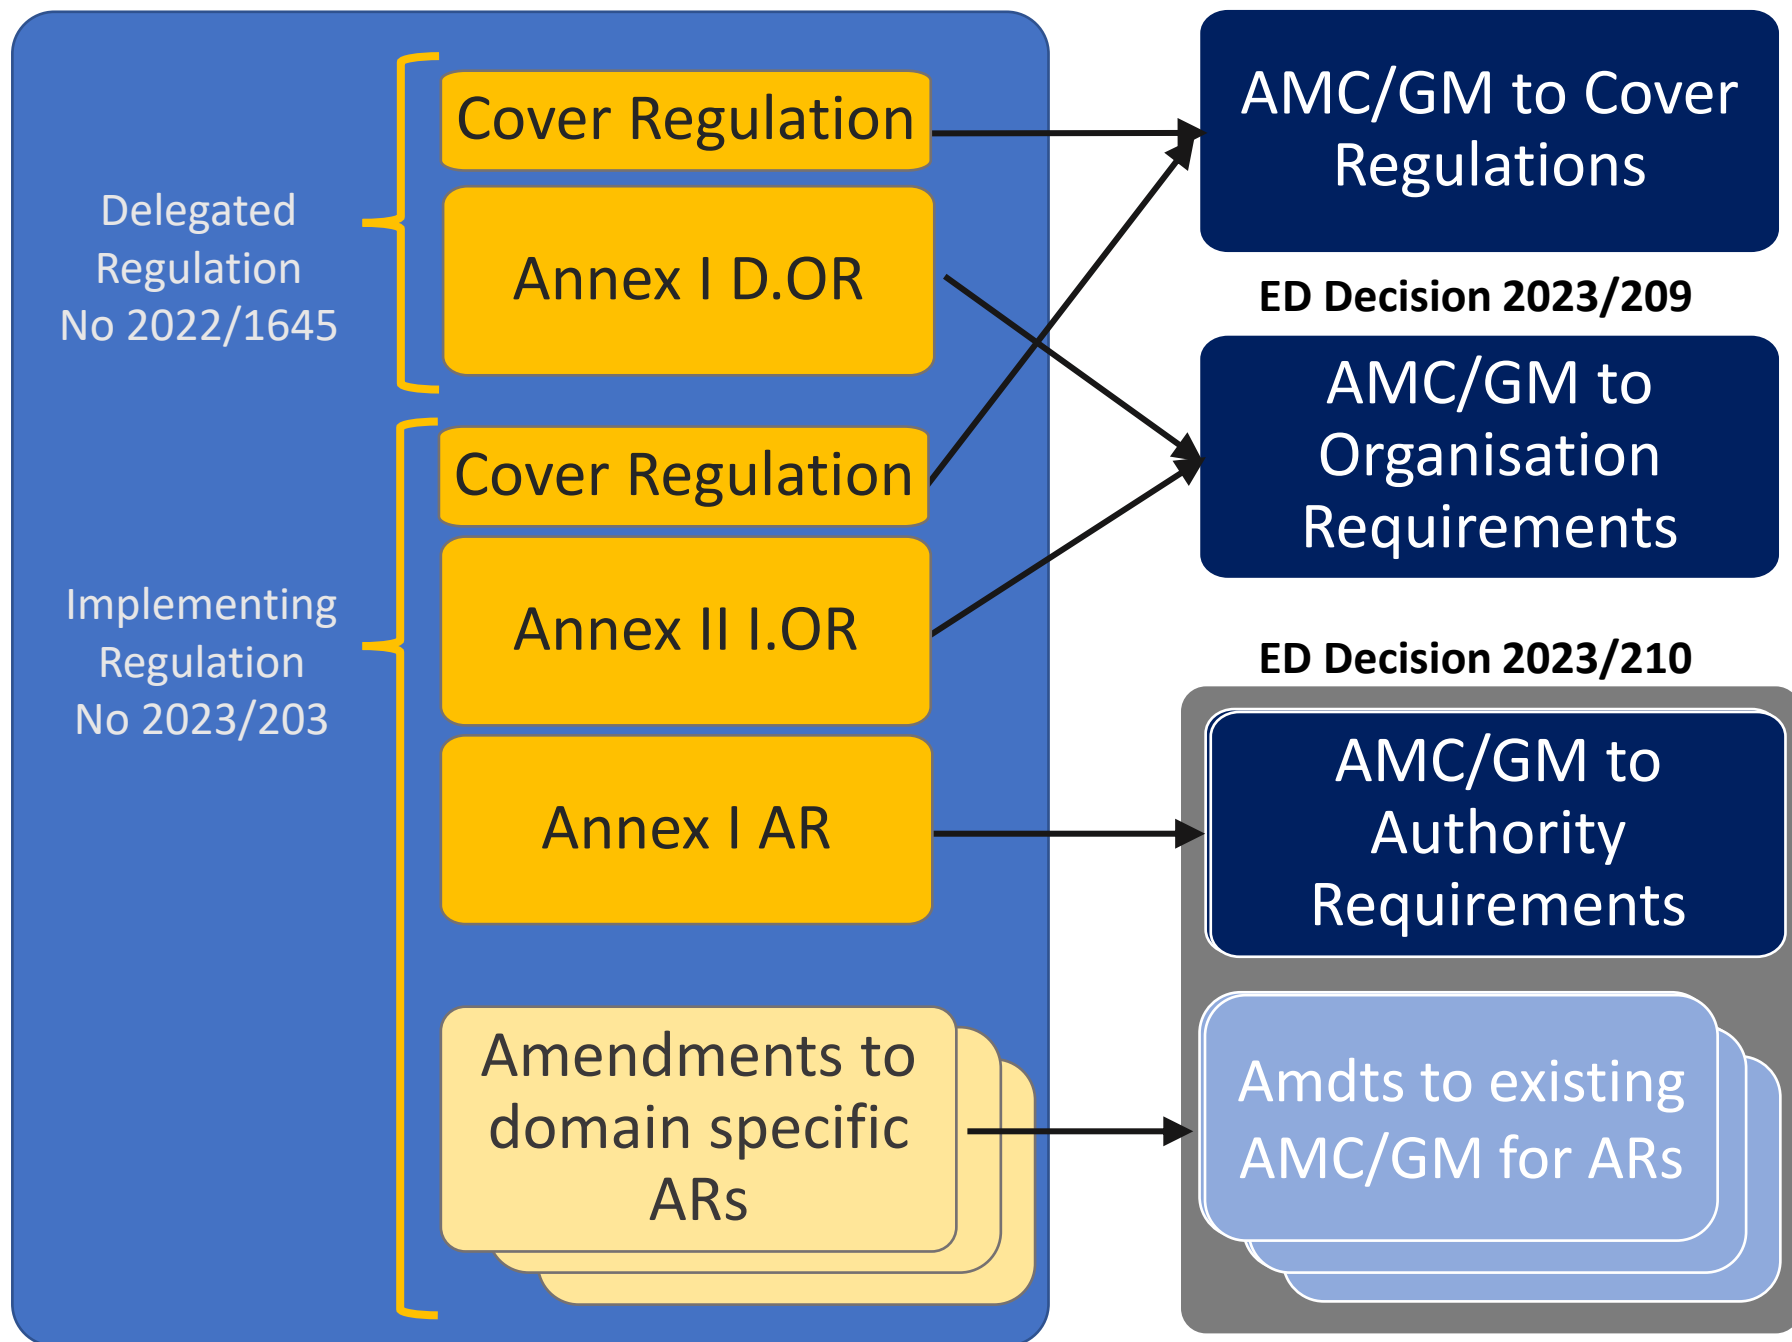 Delegated
Regulation
No 2022/1645
Cover Regulation
Annex I D.OR
Implementing
Regulation
No 2023/203
Cover Regulation
Annex II I.OR
Annex I AR
Amendments to
domain specific
ARs
AMC/GM to Cover
Regulations
ED Decision 2023/209
AMC/GM to
Organisation
Requirements
ED Decision 2023/210
AMC/GM to
Authority
Requirements
Amdts to existing
AMC/GM for ARs